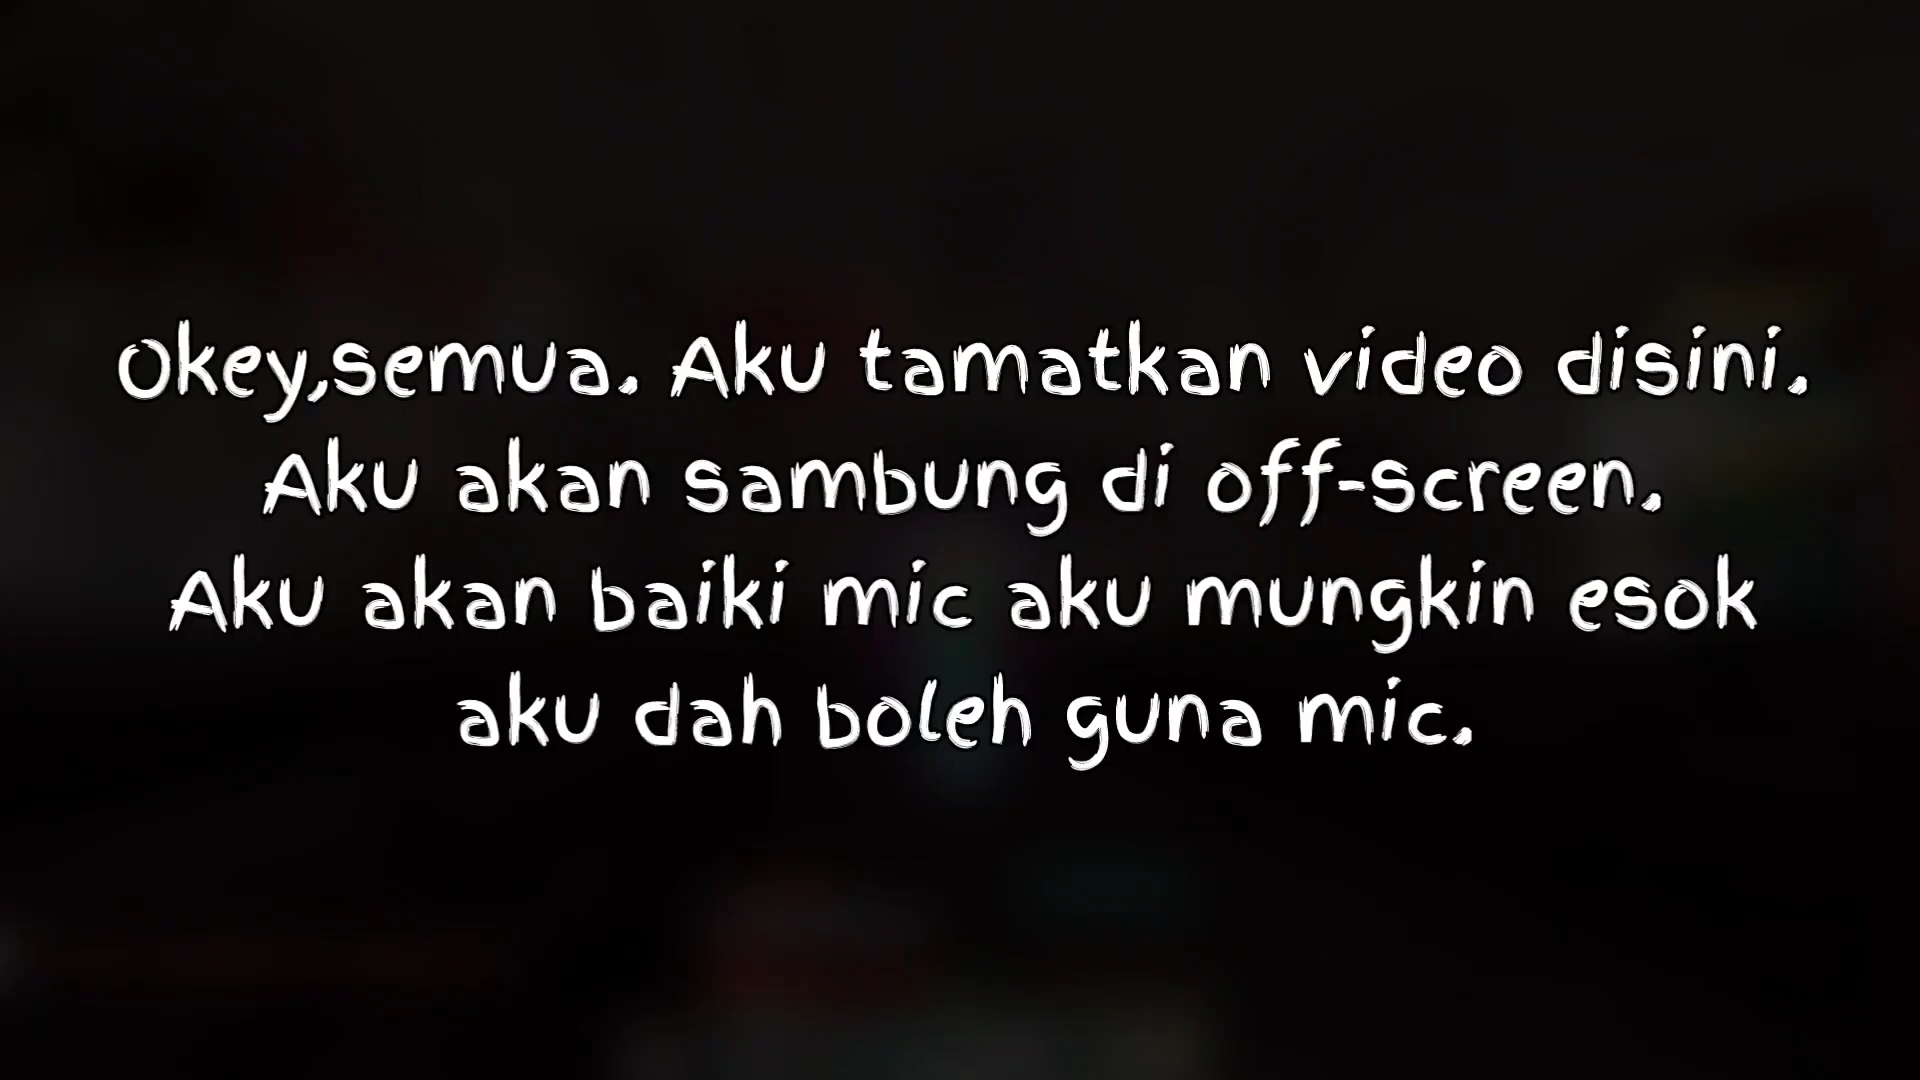 Okey,semua. Aku tamatkan video disini.
Aku akan sambung di off-screen.
Aku akan baiki mic aku mungkin esok
aku dah boleh guna mic.